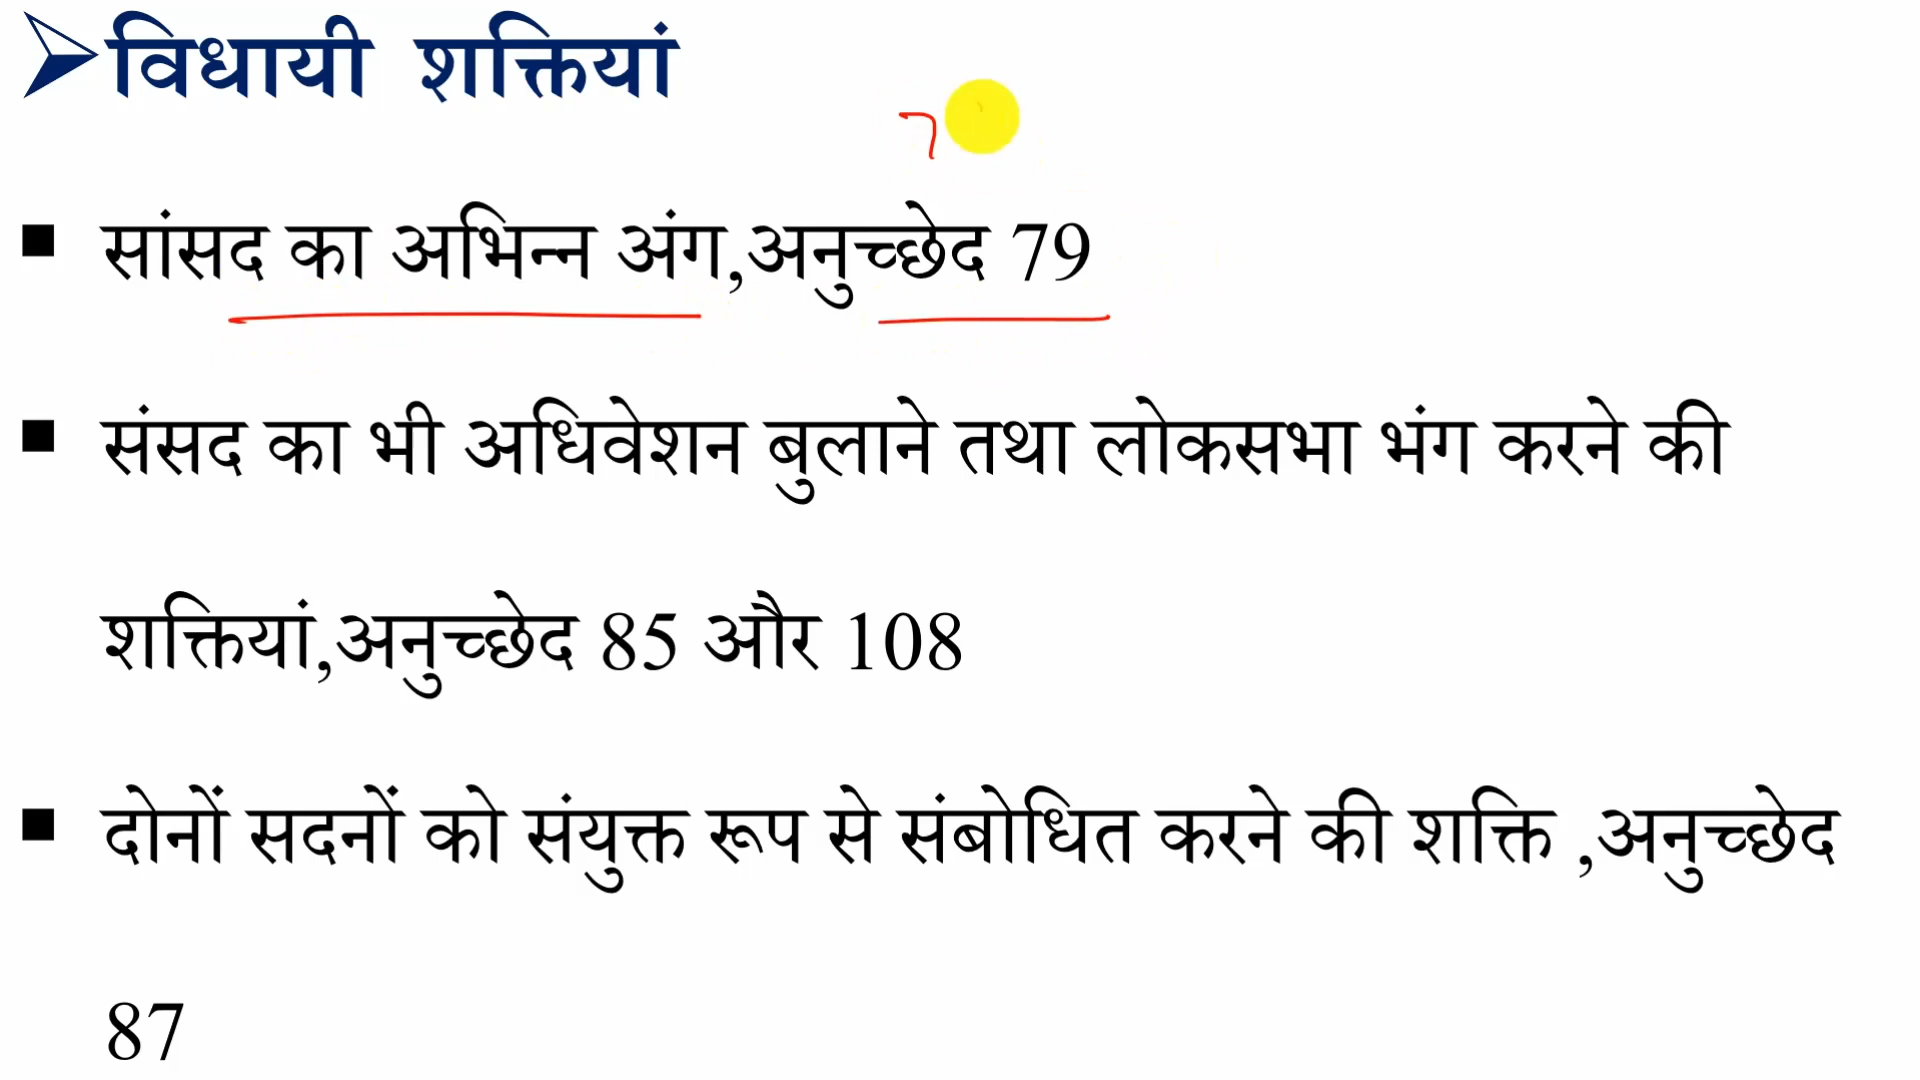 विधायी शक्तियां
7
सांसद का अभिन्न अंग,अनुच्छेद 79
संसद का भी अधिवेशन बुलाने तथा लोकसभा भंग करने की
शक्तियां,अनुच्छेद 85 और 108
दोनों सदनों को संयुक्त रूप से संबोधित करने की शक्ति ,अनुच्छेद
87